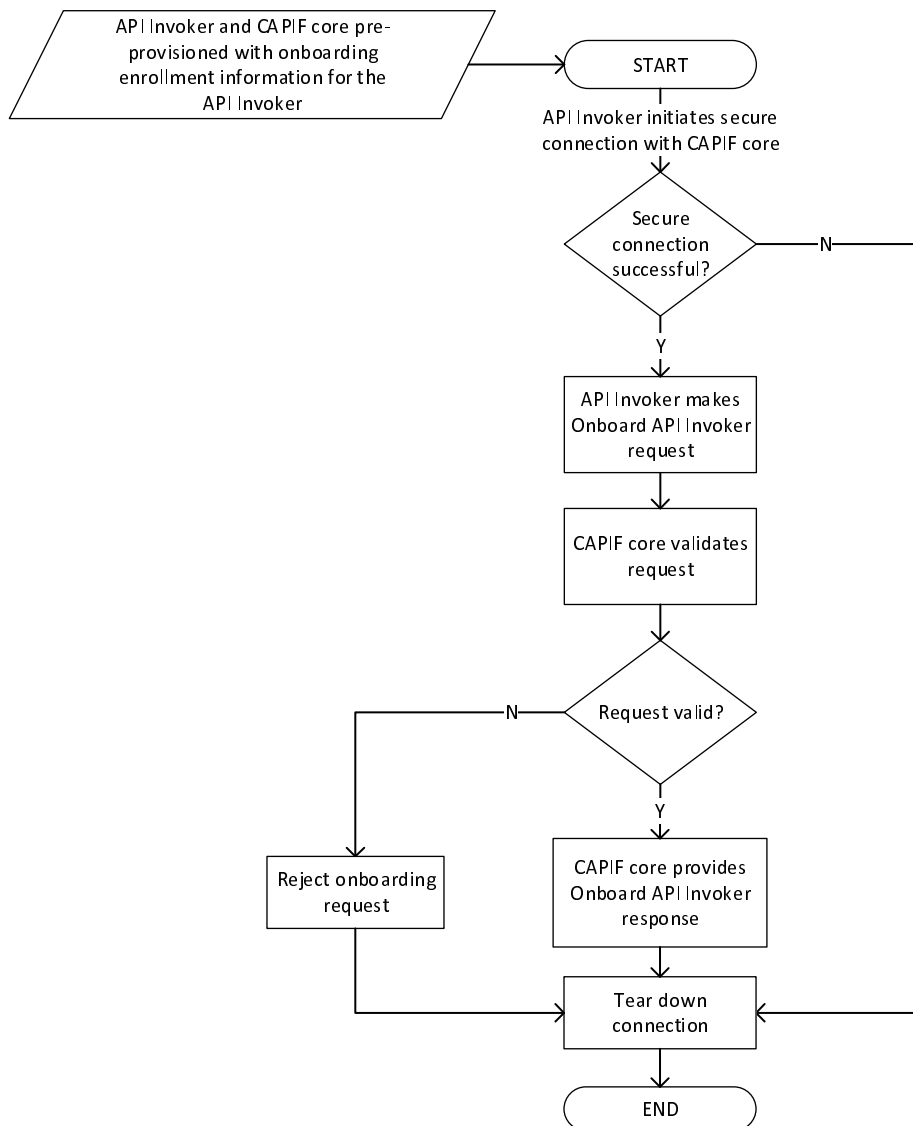 API Invoker and CAPIF core pre-
provisioned with onboarding
enrollment information for the
API Invoker
START
API Invoker initiates secure
connection with CAPIF core
Secure
connection
successful?
N
Y
API Invoker makes
Onboard API Invoker
request
CAPIF core validates
request
Request valid?
N
Y
Reject onboarding
request
CAPIF core provides
Onboard API Invoker
response
Tear down
connection
END